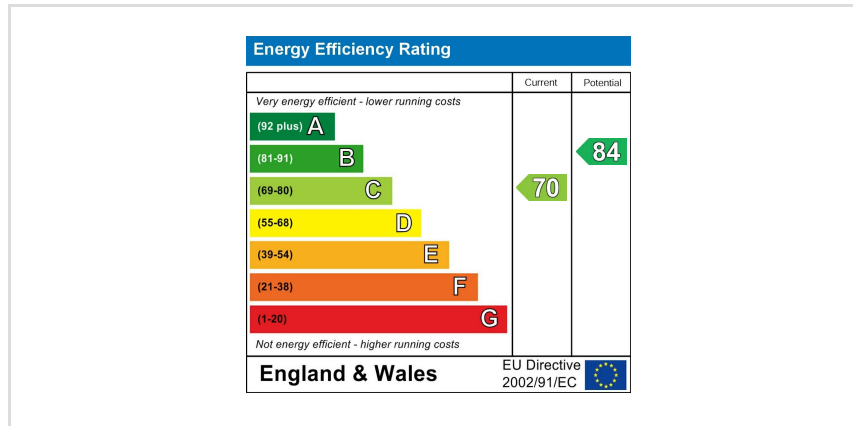 Energy Efficiency Rating
Current Potential
Very energy efficient - lower running costs
(92 plus) A
(81-91) B
84
(69-80) C
70
(55-68) D
(39-54) E
(21-38) F
(1-20) G
Not energy efficient - higher running costs
England & Wales
EU Directive
2002/91/EC